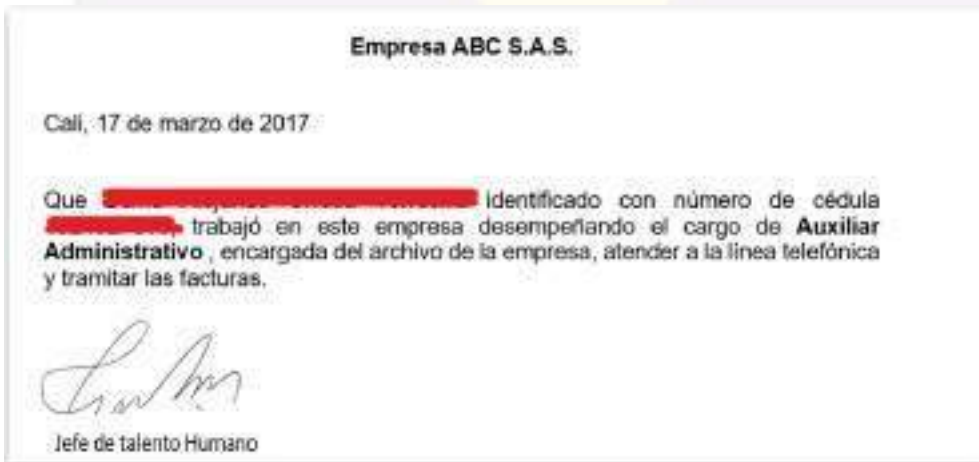 Empresa ABC S.A.S.
Cali, 17 de marzo de 2017
Que identificado con número de cédula
trabajó en este empresa desempeñando el cargo de Auxiliar
Administrativo , encargada del archivo de la empresa, atender a la línea telefónica
y tramitar las facturas.
Jefe de talento Humano